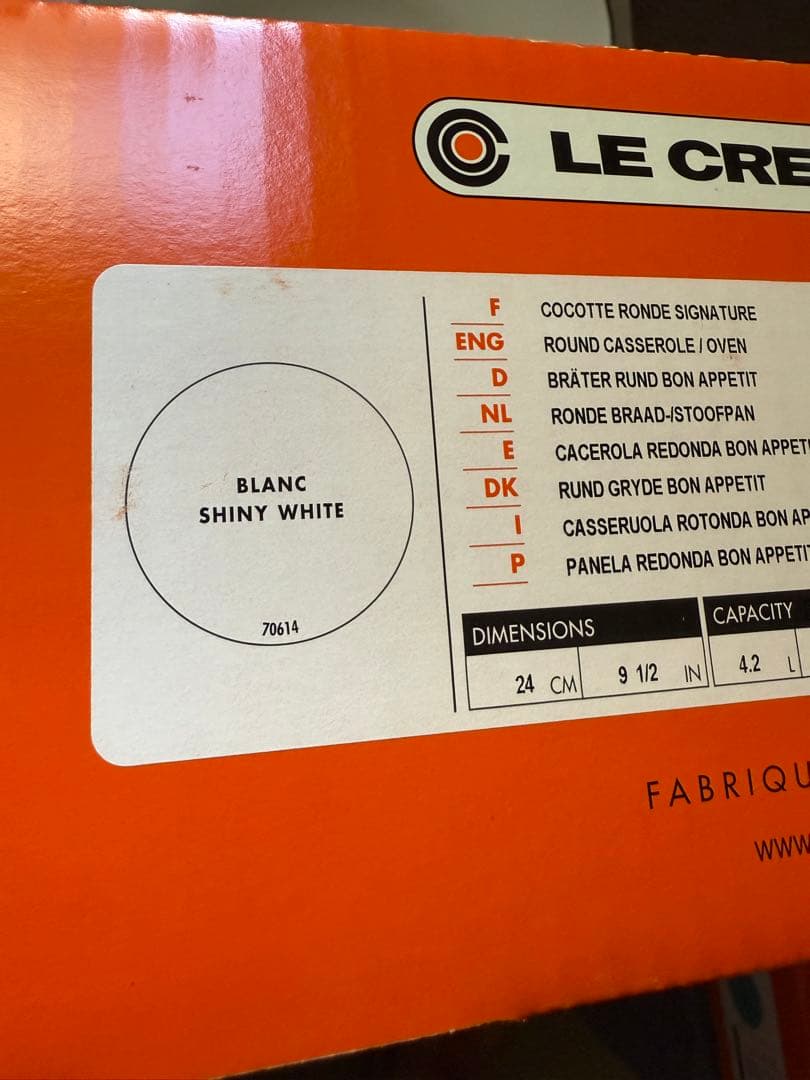 LE CRE
F COCOTTE RONDE SIGNATURE
ENG ROUND CASSEROLE / OVEN
D BRÄTER RUND BON APPETIT
NL RONDE BRAAD-/STOOFPAN
E CACEROLA REDONDA BON APPETI
DK RUND GRYDE BON APPETIT
I CASSERUOLA ROTONDA BON AP
P PANELA REDONDA BON APPETIT
BLANC
SHINY WHITE
70614
DIMENSIONS CAPACITY
24 CM 9 1/2 IN 4.2 L
FABRIQU
WWW